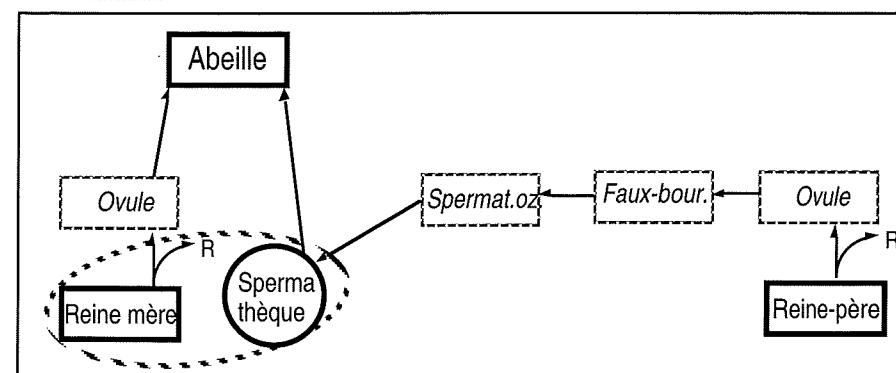 Abeille
Ovule
Spermat.oz
Faux-bour.
Ovule
R
R
Reine mère
Sperma
thèque
Reine-père